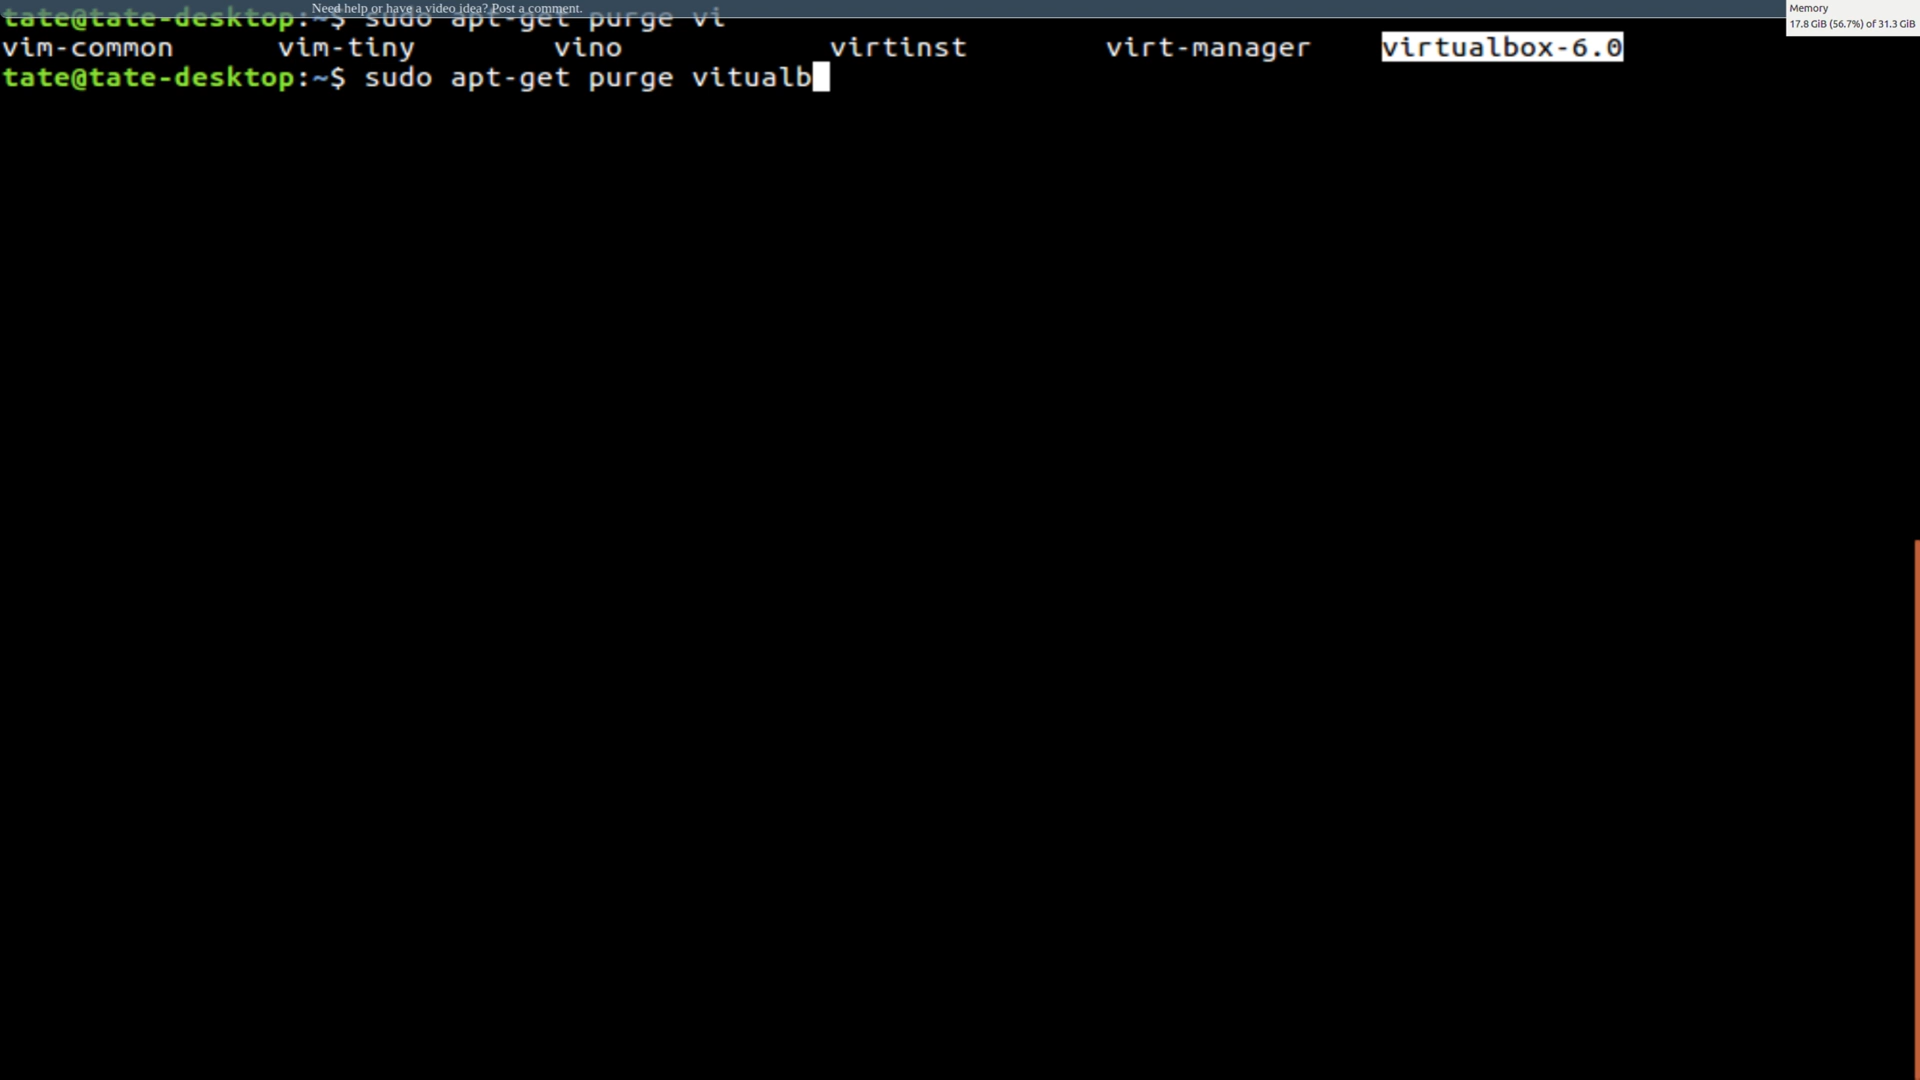 Need help or have a video idea? Post a comment.
Memory
17.8 GiB (56.7%) of 31.3 GiB
tate@tate-desktop:~$ sudo apt-get purge vi
vim-common vim-tiny vino virtinst virt-manager virtualbox-6.0
tate@tate-desktop:~$ sudo apt-get purge vitualb